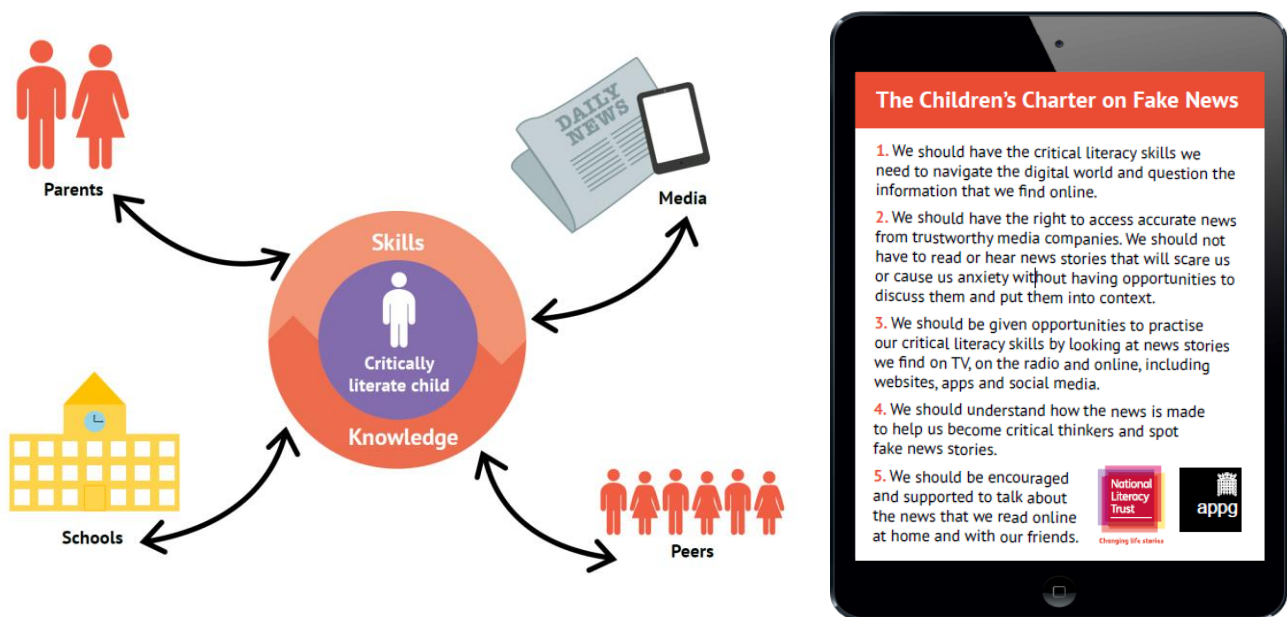 Parents
DAILY
NEWS
Media
Skills
Critically
literate child
Knowledge
Schools
Peers
The Children's Charter on Fake News
1. We should have the critical literacy skills we
need to navigate the digital world and question the
information that we find online.
2. We should have the right to access accurate news
from trustworthy media companies. We should not
have to read or hear news stories that will scare us
or cause us anxiety without having opportunities to
discuss them and put them into context.
3. We should be given opportunities to practise
our critical literacy skills by looking at news stories
we find on TV, on the radio and online, including
websites, apps and social media.
4. We should understand how the news is made
to help us become critical thinkers and spot
fake news stories.
5. We should be encouraged
and supported to talk about
the news that we read online
at home and with our friends.
National
Literacy
Trust
Changing life stories
appg